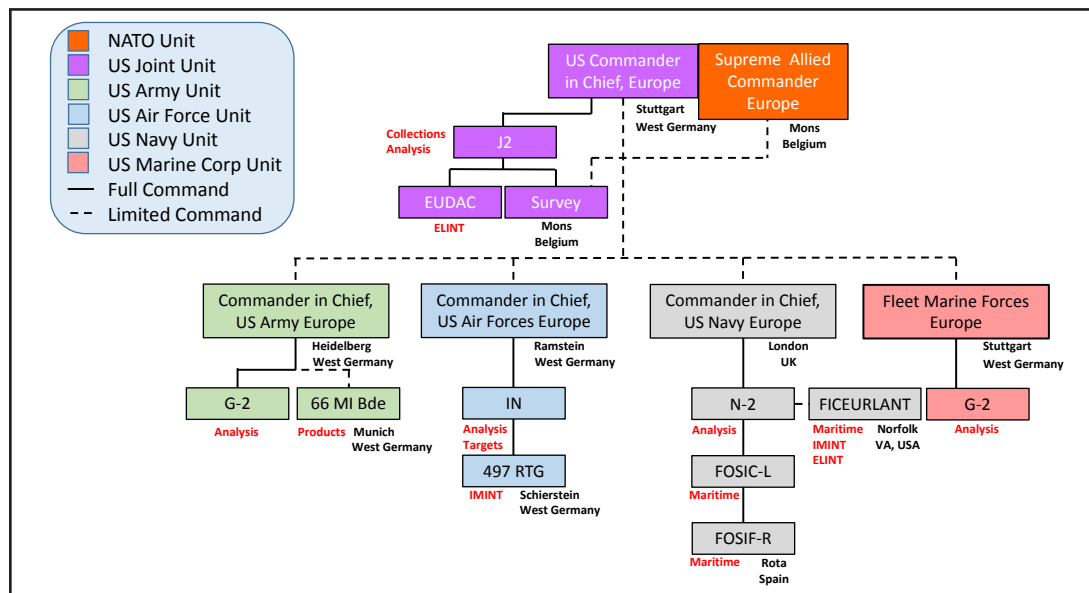 NATO Unit
US Joint Unit
US Army Unit
US Air Force Unit
US Navy Unit
US Marine Corp Unit
Full Command
Limited Command
US Commander
in Chief, Europe
Stuttgart
West Germany
Supreme Allied
Commander
Europe
Mons
Belgium
Collections
Analysis
J2
EUDAC
ELINT
Survey
Mons
Belgium
Commander in Chief,
US Army Europe
Heidelberg
West Germany
Commander in Chief,
US Air Forces Europe
Ramstein
West Germany
Commander in Chief,
US Navy Europe
London
UK
Fleet Marine Forces
Europe
Stuttgart
West Germany
G-2
Analysis
66 MI Bde
Products
Munich
West Germany
IN
Analysis
Targets
497 RTG
IMINT
Schierstein
West Germany
N-2
Analysis
FICEURLANT
Maritime
IMINT
ELINT
Norfolk
VA, USA
G-2
Analysis
FOSIC-L
Maritime
FOSIF-R
Maritime
Rota
Spain